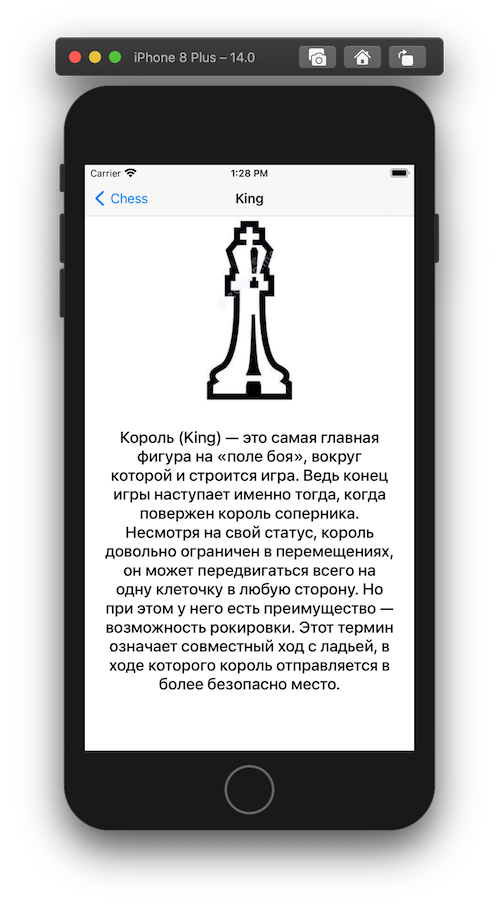 iPhone 8 Plus – 14.0
Carrier 1:28 PM
Chess King
Король (King) — это самая главная
фигура на «поле боя», вокруг
которой и строится игра. Ведь конец
игры наступает именно тогда, когда
повержен король соперника.
Несмотря на свой статус, король
довольно ограничен в перемещениях,
он может передвигаться всего на
одну клеточку в любую сторону. Но
при этом у него есть преимущество —
возможность рокировки. Этот термин
означает совместный ход с ладьей, в
ходе которого король отправляется в
более безопасно место.